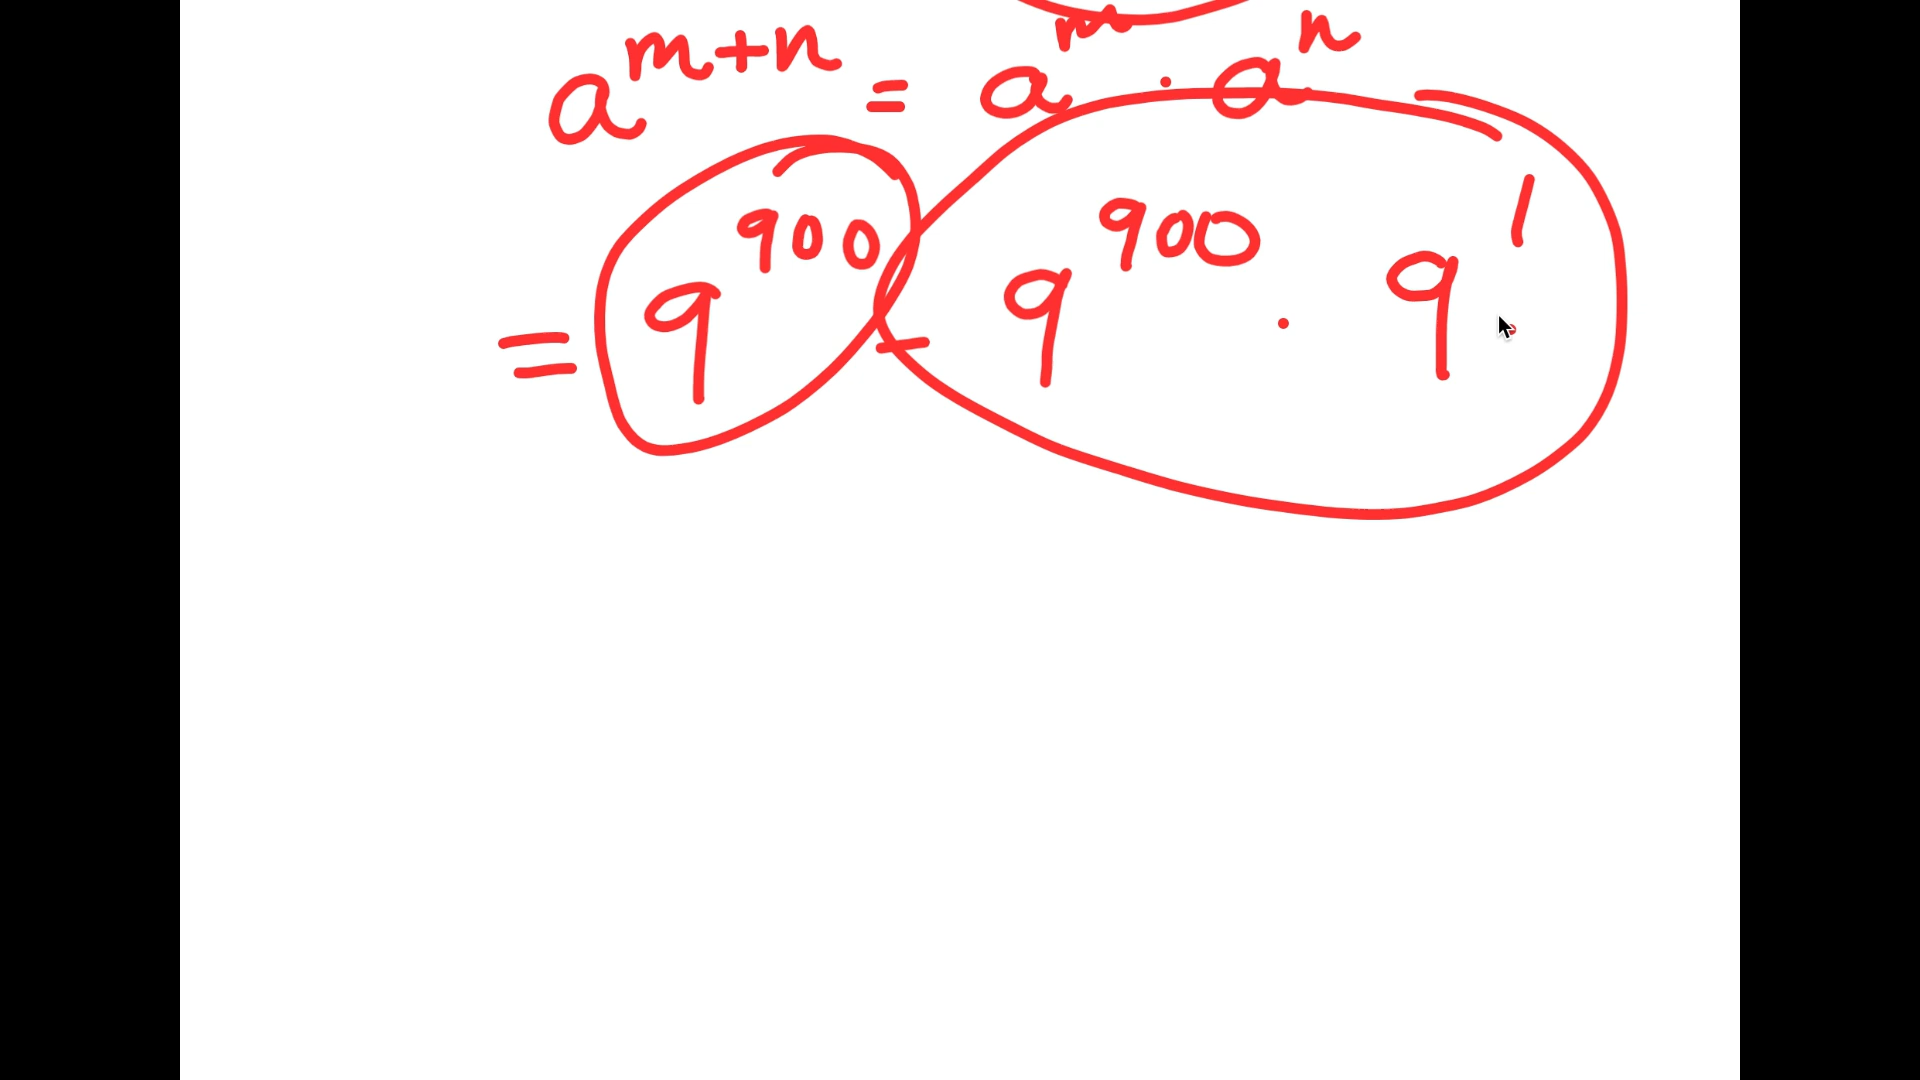 a^{m+n} = a^m · a^n
= 9^{900} - 9^{900} · 9^1